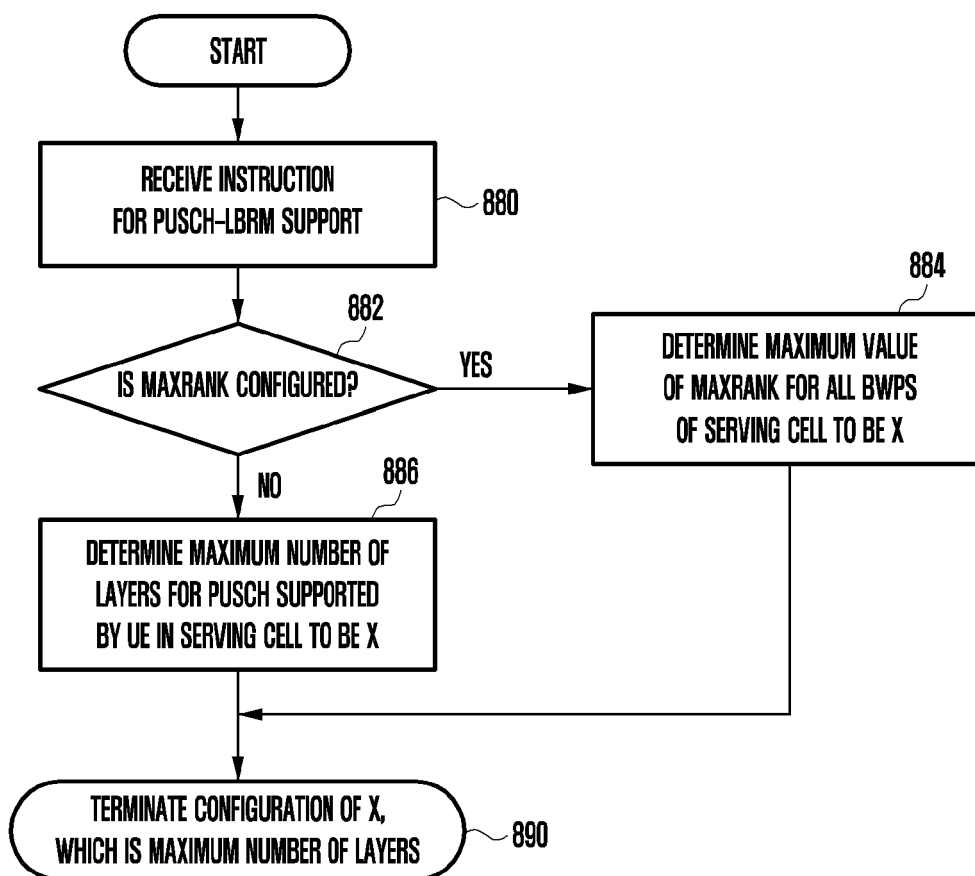 START
RECEIVE INSTRUCTION
FOR PUSCH-LBRM SUPPORT
880
882
IS MAXRANK CONFIGURED?
YES
884
DETERMINE MAXIMUM VALUE
OF MAXRANK FOR ALL BWPS
OF SERVING CELL TO BE X
NO
886
DETERMINE MAXIMUM NUMBER OF
LAYERS FOR PUSCH SUPPORTED
BY UE IN SERVING CELL TO BE X
TERMINATE CONFIGURATION OF X,
WHICH IS MAXIMUM NUMBER OF LAYERS
890